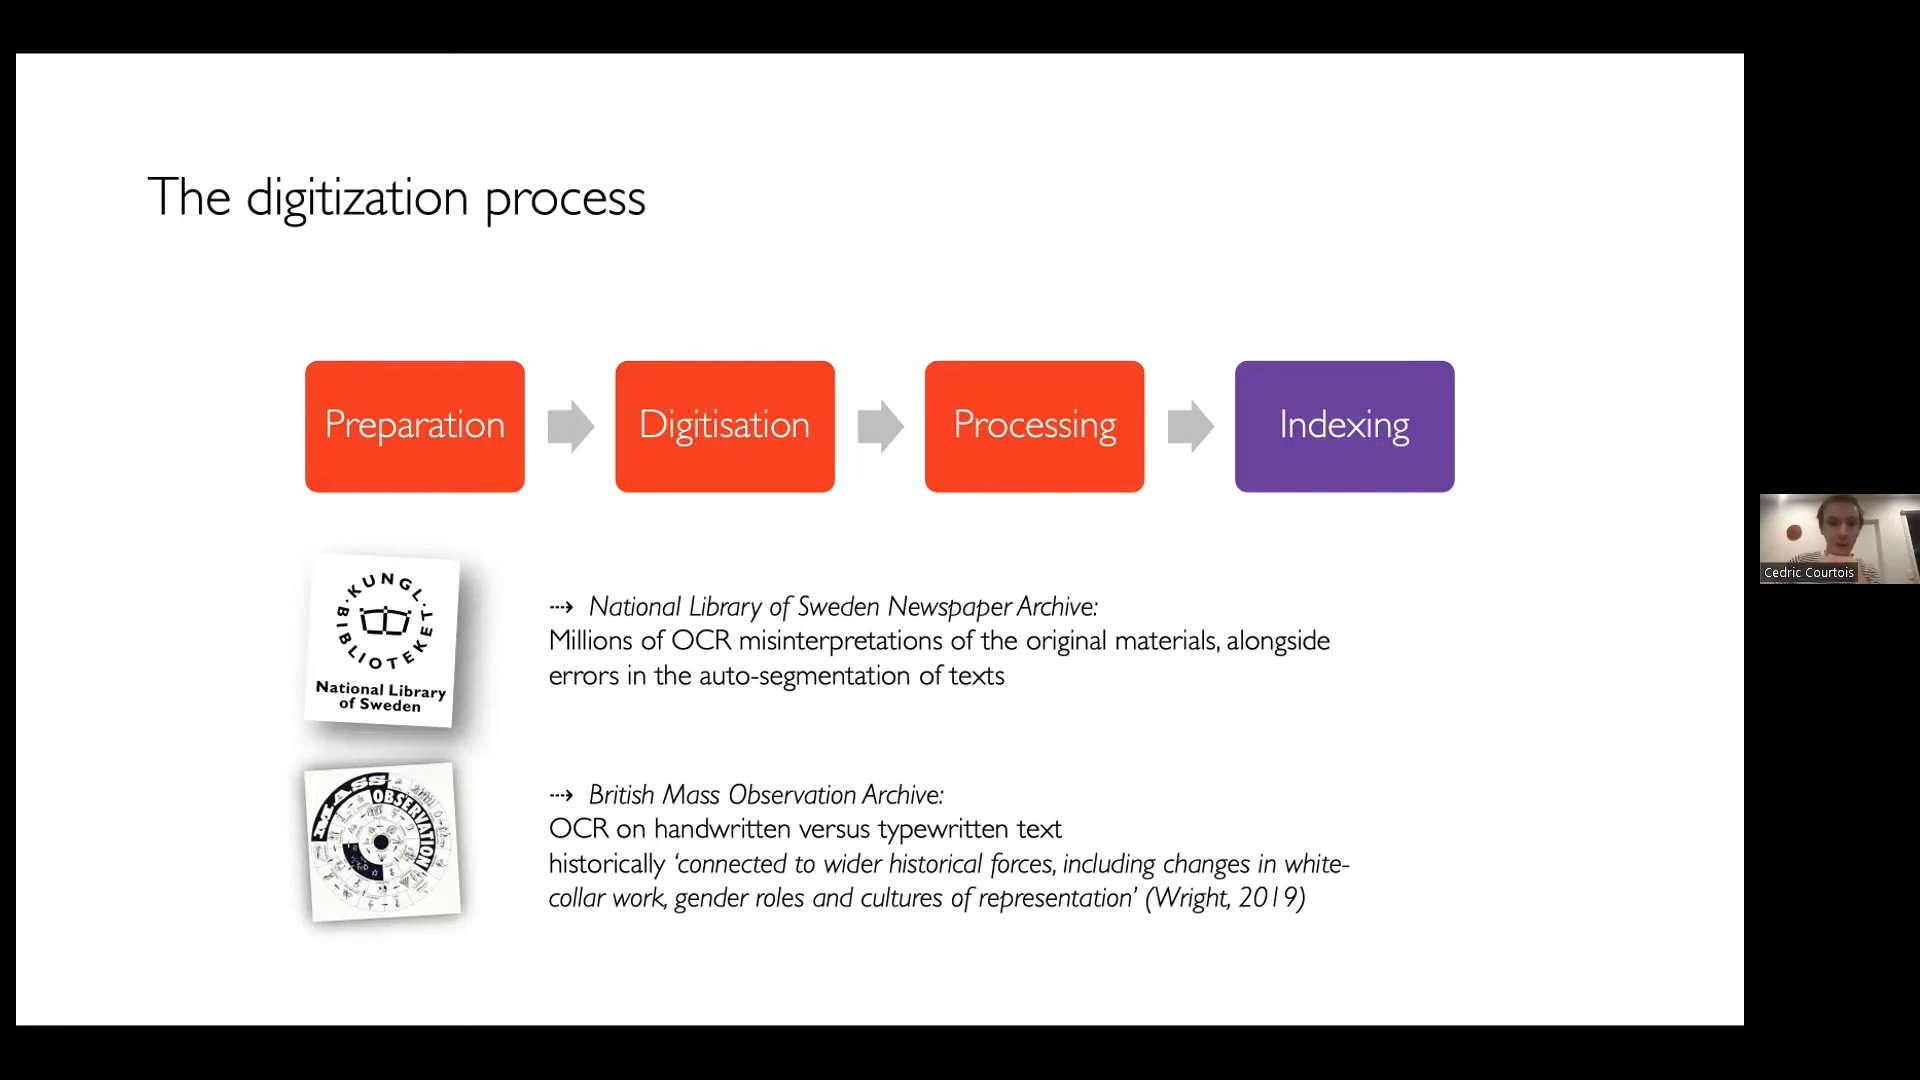 The digitization process
Preparation
Digitisation
Processing
Indexing
KUNGL.
BIBLIOTEKET
National Library
of Sweden
⤏ National Library of Sweden Newspaper Archive:
Millions of OCR misinterpretations of the original materials, alongside
errors in the auto-segmentation of texts
MASS
OBSERVATION
⤏ British Mass Observation Archive:
OCR on handwritten versus typewritten text
historically ‘connected to wider historical forces, including changes in white-
collar work, gender roles and cultures of representation’ (Wright, 2019)
Cedric Courtois